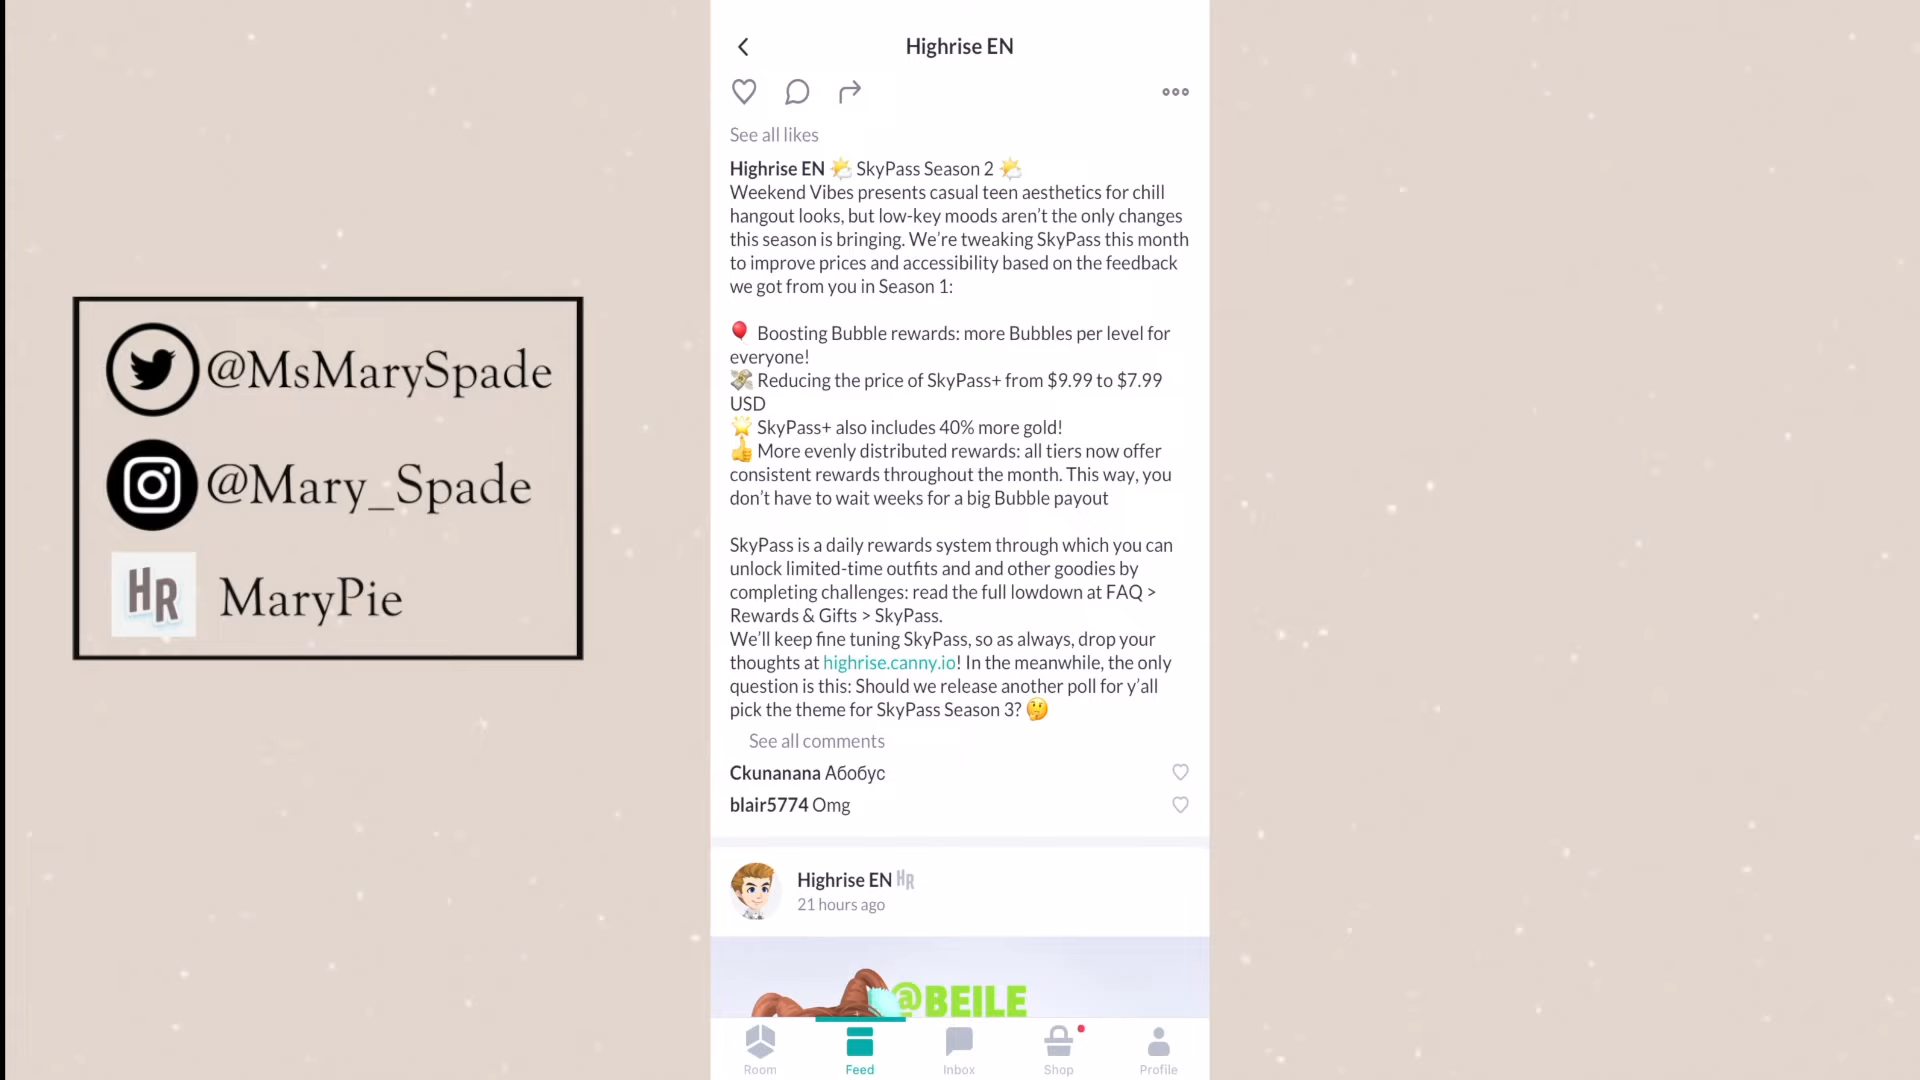 @MsMarySpade
@Mary_Spade
HR MaryPie
Highrise EN
See all likes
Highrise EN 🌤️ SkyPass Season 2 🌤️
Weekend Vibes presents casual teen aesthetics for chill
hangout looks, but low-key moods aren’t the only changes
this season is bringing. We’re tweaking SkyPass this month
to improve prices and accessibility based on the feedback
we got from you in Season 1:
🎈 Boosting Bubble rewards: more Bubbles per level for
everyone!
💸 Reducing the price of SkyPass+ from $9.99 to $7.99
USD
🌟 SkyPass+ also includes 40% more gold!
👍 More evenly distributed rewards: all tiers now offer
consistent rewards throughout the month. This way, you
don’t have to wait weeks for a big Bubble payout
SkyPass is a daily rewards system through which you can
unlock limited-time outfits and and other goodies by
completing challenges: read the full lowdown at FAQ >
Rewards & Gifts > SkyPass.
We’ll keep fine tuning SkyPass, so as always, drop your
thoughts at highrise.canny.io! In the meanwhile, the only
question is this: Should we release another poll for y’all
pick the theme for SkyPass Season 3? 🤔
See all comments
Ckunanana Абобус
blair5774 Omg
Highrise EN HR
21 hours ago
@BEILE
Room
Feed
Inbox
Shop
Profile